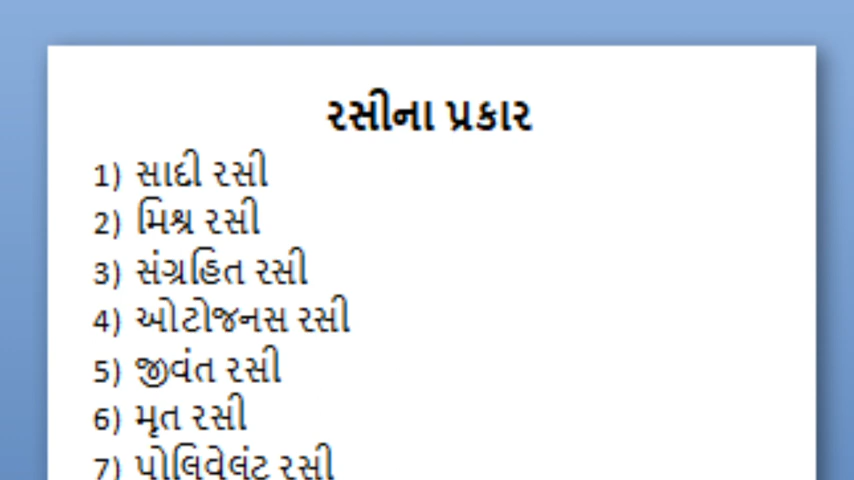 રસીના પ્રકાર
1) સાદી રસી
2) મિશ્ર રસી
3) સંગ્રહિત રસી
4) ઓટોજનસ રસી
5) જીવંત રસી
6) મૃત રસી
7) પોલિવેલંટ રસી